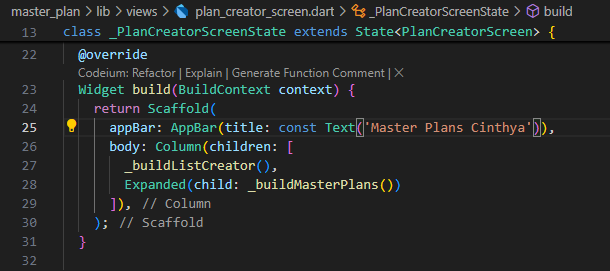 master_plan > lib > views > plan_creator_screen.dart > _PlanCreatorScreenState > build
13 class _PlanCreatorScreenState extends State<PlanCreatorScreen> {
22 @override
Codeium: Refactor | Explain | Generate Function Comment | ×
23 Widget build(BuildContext context) {
24 return Scaffold(
25 appBar: AppBar(title: const Text('Master Plans Cinthya')),
26 body: Column(children: [
27 _buildListCreator(),
28 Expanded(child: _buildMasterPlans())
29 ]), // Column
30 ); // Scaffold
31 }
32